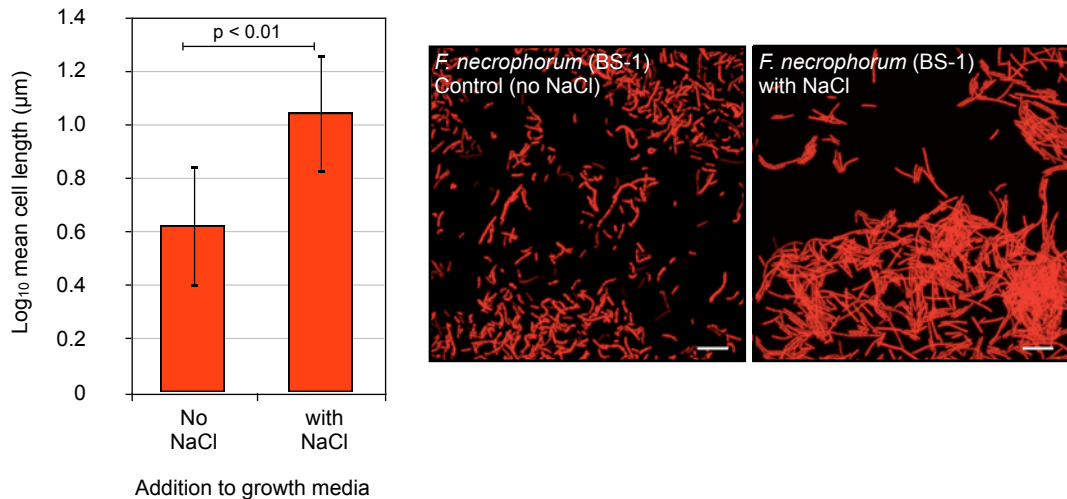 1.4
1.2
1.0
0.8
0.6
0.4
0.2
0
Log₁₀ mean cell length (µm)
p < 0.01
No
NaCl
with
NaCl
Addition to growth media
F. necrophorum (BS-1)
Control (no NaCl)
F. necrophorum (BS-1)
with NaCl